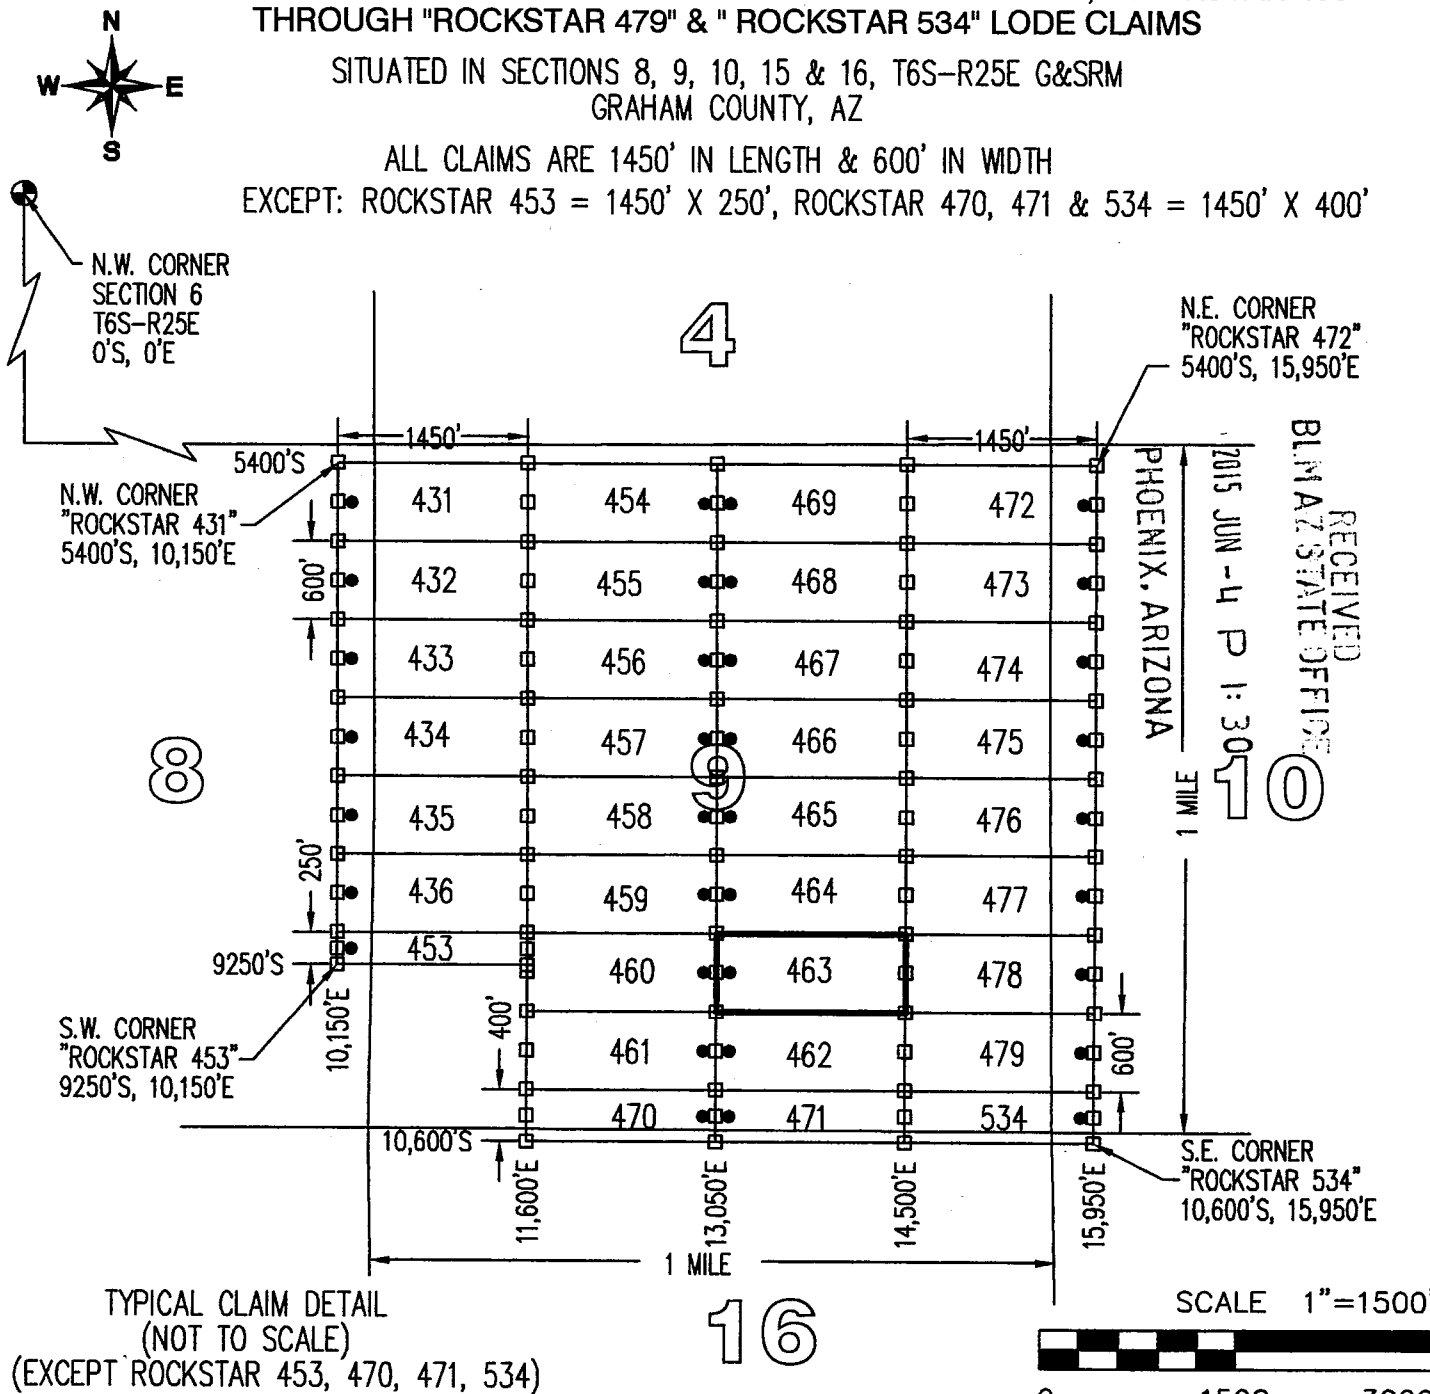 THROUGH "ROCKSTAR 479" & " ROCKSTAR 534" LODE CLAIMS
SITUATED IN SECTIONS 8, 9, 10, 15 & 16, T6S-R25E G&SRM
GRAHAM COUNTY, AZ
ALL CLAIMS ARE 1450' IN LENGTH & 600' IN WIDTH
EXCEPT: ROCKSTAR 453 = 1450' X 250', ROCKSTAR 470, 471 & 534 = 1450' X 400'
N
W E
S
N.W. CORNER
SECTION 6
T6S-R25E
0'S, 0'E
4
N.E. CORNER
"ROCKSTAR 472"
5400'S, 15,950'E
1450' 1450'
5400'S
N.W. CORNER
"ROCKSTAR 431"
5400'S, 10,150'E
431 454 469 472
600'
432 455 468 473
433 456 467 474
434 457 466 475
8
9
10
435 458 465 476
250'
436 459 464 477
453
9250'S
460 463 478
10,150'E
S.W. CORNER
"ROCKSTAR 453"
9250'S, 10,150'E
400'
461 462 479
600'
470 471 534
10,600'S
11,600'E
13,050'E
14,500'E
15,950'E
S.E. CORNER
"ROCKSTAR 534"
10,600'S, 15,950'E
1 MILE
1 MILE
RECEIVED
BLM AZ STATE OFFICE
2015 JUN -4 P 1:30
PHOENIX, ARIZONA
16
TYPICAL CLAIM DETAIL
(NOT TO SCALE)
(EXCEPT ROCKSTAR 453, 470, 471, 534)
SCALE 1"=1500'
0 1500 3000